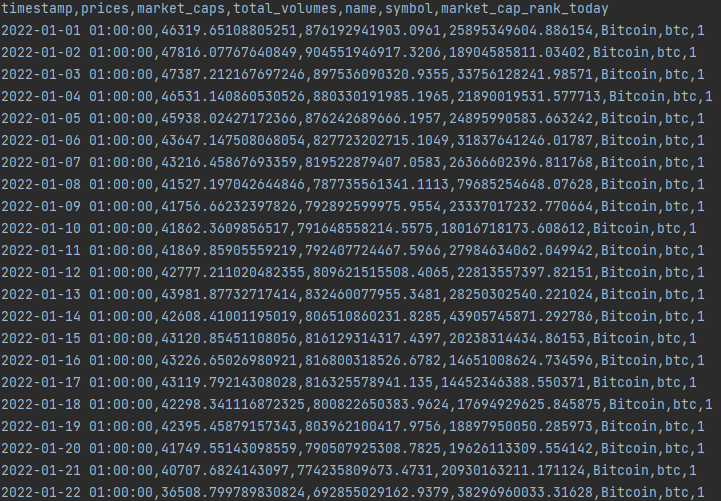 timestamp,prices,market_caps,total_volumes,name,symbol,market_cap_rank_today
2022-01-01 01:00:00,46319.65108805251,876192941903.0961,25895349604.886154,Bitcoin,btc,1
2022-01-02 01:00:00,47816.07767640849,904551946917.3206,18904585811.03402,Bitcoin,btc,1
2022-01-03 01:00:00,47387.212167697246,897536090320.9355,33756128241.98571,Bitcoin,btc,1
2022-01-04 01:00:00,46531.140860530526,880330191985.1965,21890019531.577713,Bitcoin,btc,1
2022-01-05 01:00:00,45938.02427172366,876242689666.1957,24895990583.663242,Bitcoin,btc,1
2022-01-06 01:00:00,43647.147508068054,827723202715.1049,31837641246.01787,Bitcoin,btc,1
2022-01-07 01:00:00,43216.45867693359,819522879407.0583,26366602396.811768,Bitcoin,btc,1
2022-01-08 01:00:00,41527.197042644846,787735561341.1113,79685254648.07628,Bitcoin,btc,1
2022-01-09 01:00:00,41756.66232397826,792892599975.9554,23337017232.770664,Bitcoin,btc,1
2022-01-10 01:00:00,41862.3609856517,791648558214.5575,18016718173.608612,Bitcoin,btc,1
2022-01-11 01:00:00,41869.85905559219,792407724467.5966,27984634062.049942,Bitcoin,btc,1
2022-01-12 01:00:00,42777.211020482355,809621515508.4065,22813557397.82151,Bitcoin,btc,1
2022-01-13 01:00:00,43981.87732717414,832460077955.3481,28250302540.221024,Bitcoin,btc,1
2022-01-14 01:00:00,42608.41001195019,806510860231.8285,43905745871.292786,Bitcoin,btc,1
2022-01-15 01:00:00,43120.85451108056,816129314317.4397,20238314434.86153,Bitcoin,btc,1
2022-01-16 01:00:00,43226.65026980921,816800318526.6782,14651008624.734596,Bitcoin,btc,1
2022-01-17 01:00:00,43119.79214308028,816325578941.135,14452346388.550371,Bitcoin,btc,1
2022-01-18 01:00:00,42298.341116872325,800822650383.9624,17694929625.845875,Bitcoin,btc,1
2022-01-19 01:00:00,42395.45879157343,803962100417.9756,18897950050.285973,Bitcoin,btc,1
2022-01-20 01:00:00,41749.55143098559,790507925308.7825,19626113309.554142,Bitcoin,btc,1
2022-01-21 01:00:00,40707.6824143097,774235809673.4731,20930163211.171124,Bitcoin,btc,1
2022-01-22 01:00:00,36508.799789830824,692855029162.9379,38296960033.31628,Bitcoin,btc,1